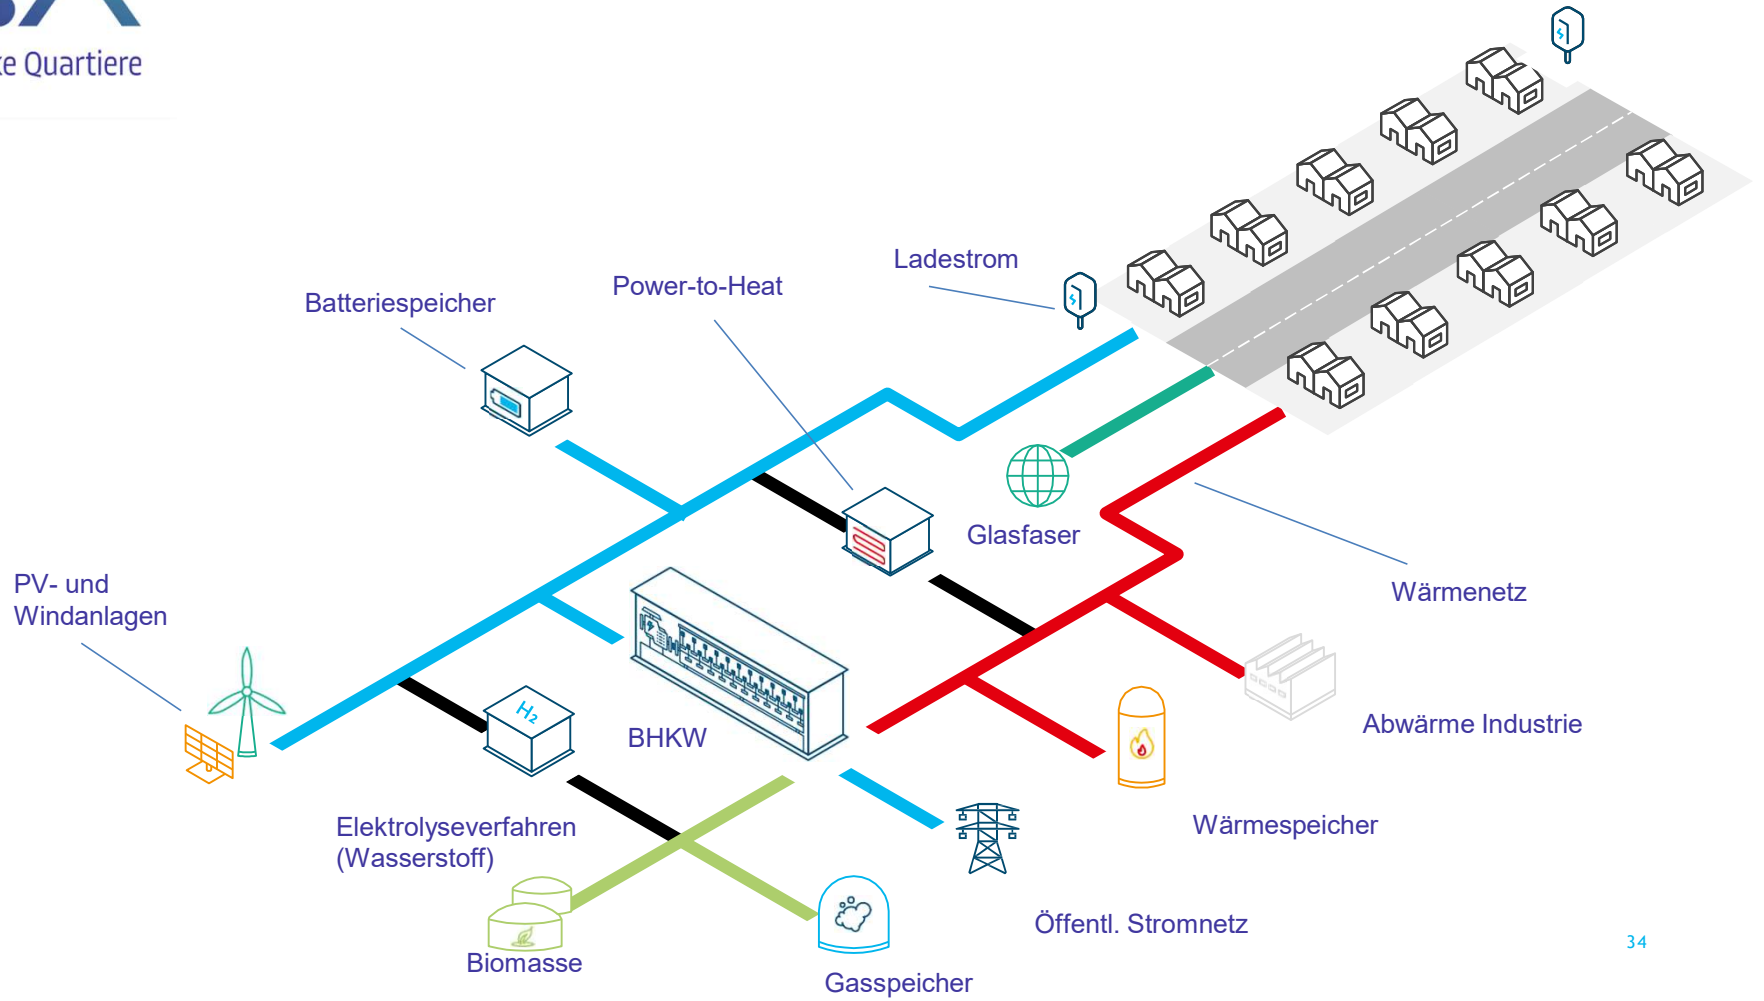 Quartiere
Ladestrom
Power-to-Heat
Batteriespeicher
Glasfaser
PV- und
Windanlagen
Wärmenetz
H₂
BHKW
Abwärme Industrie
Elektrolyseverfahren
(Wasserstoff)
Wärmespeicher
Öffentl. Stromnetz
34
Biomasse
Gasspeicher